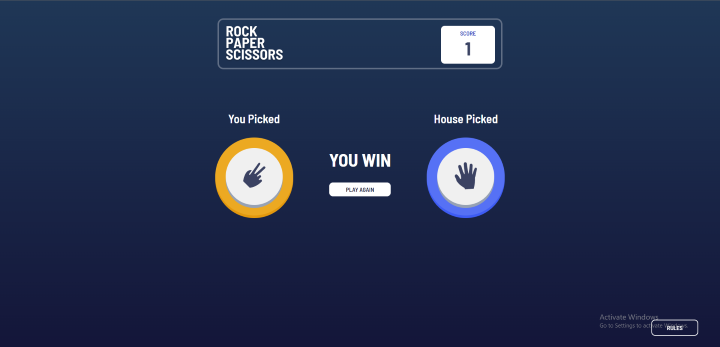 ROCK
PAPER
SCISSORS
SCORE
1
You Picked
House Picked
YOU WIN
PLAY AGAIN
Activate Windows
Go to Settings to activate Windows.
RULES